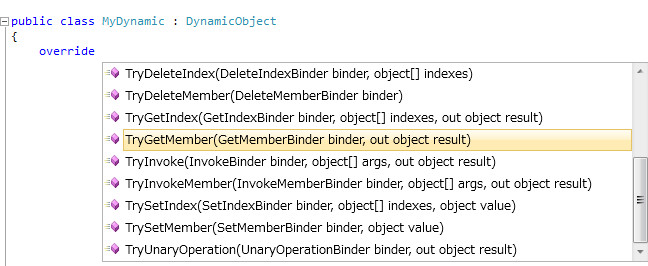 public class MyDynamic : DynamicObject
{
override
TryDeleteIndex(DeleteIndexBinder binder, object[] indexes)
TryDeleteMember(DeleteMemberBinder binder)
TryGetIndex(GetIndexBinder binder, object[] indexes, out object result)
TryGetMember(GetMemberBinder binder, out object result)
TryInvoke(InvokeBinder binder, object[] args, out object result)
TryInvokeMember(InvokeMemberBinder binder, object[] args, out object result)
TrySetIndex(SetIndexBinder binder, object[] indexes, object value)
TrySetMember(SetMemberBinder binder, object value)
TryUnaryOperation(UnaryOperationBinder binder, out object result)